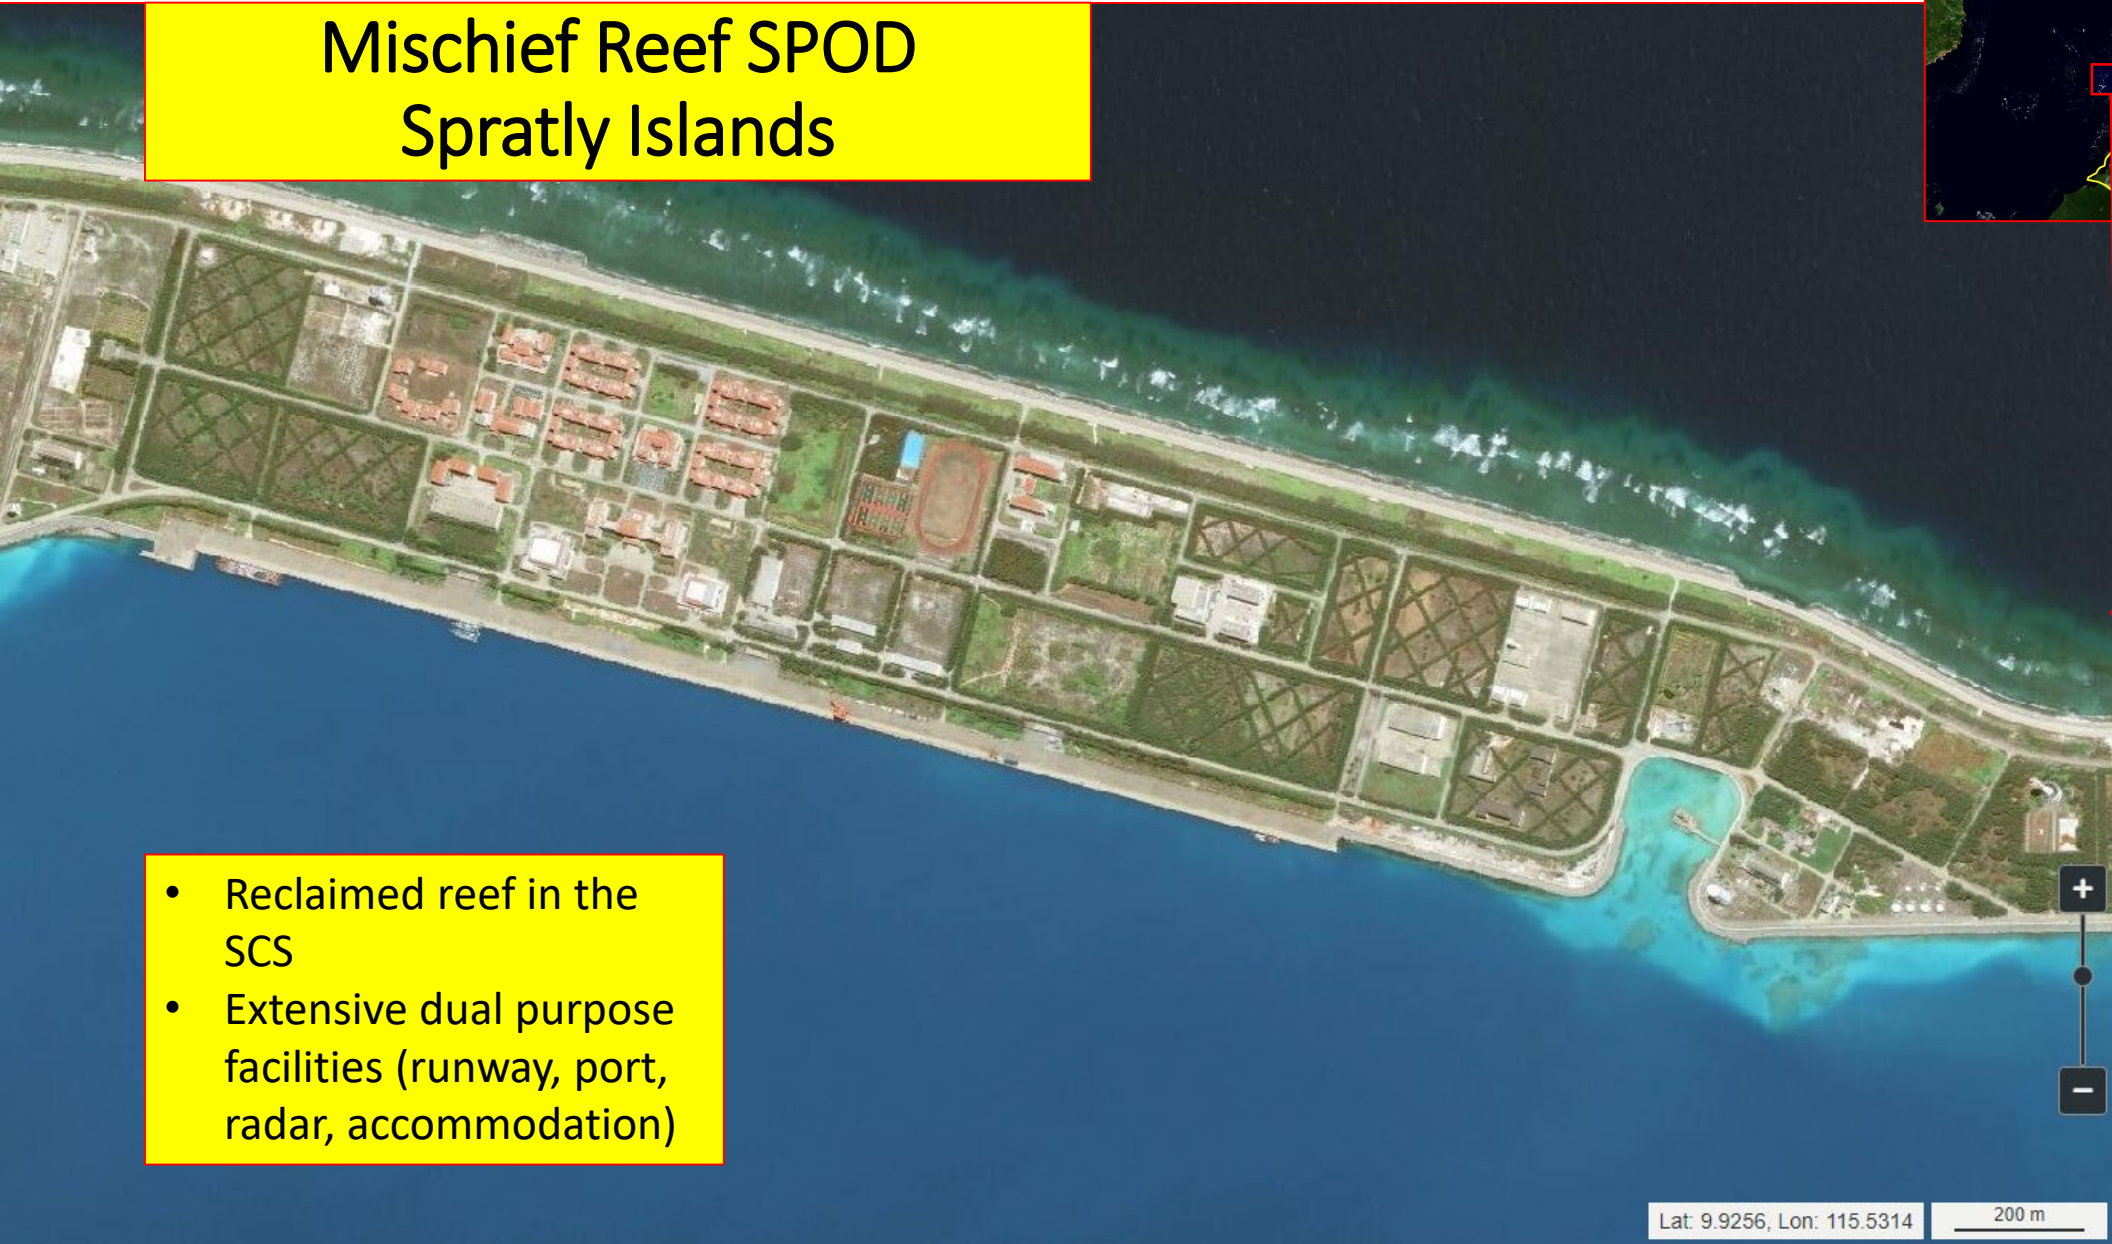 Mischief Reef SPOD
Spratly Islands
• Reclaimed reef in the
SCS
• Extensive dual purpose
facilities (runway, port,
radar, accommodation)
+
−
Lat: 9.9256, Lon: 115.5314
200 m